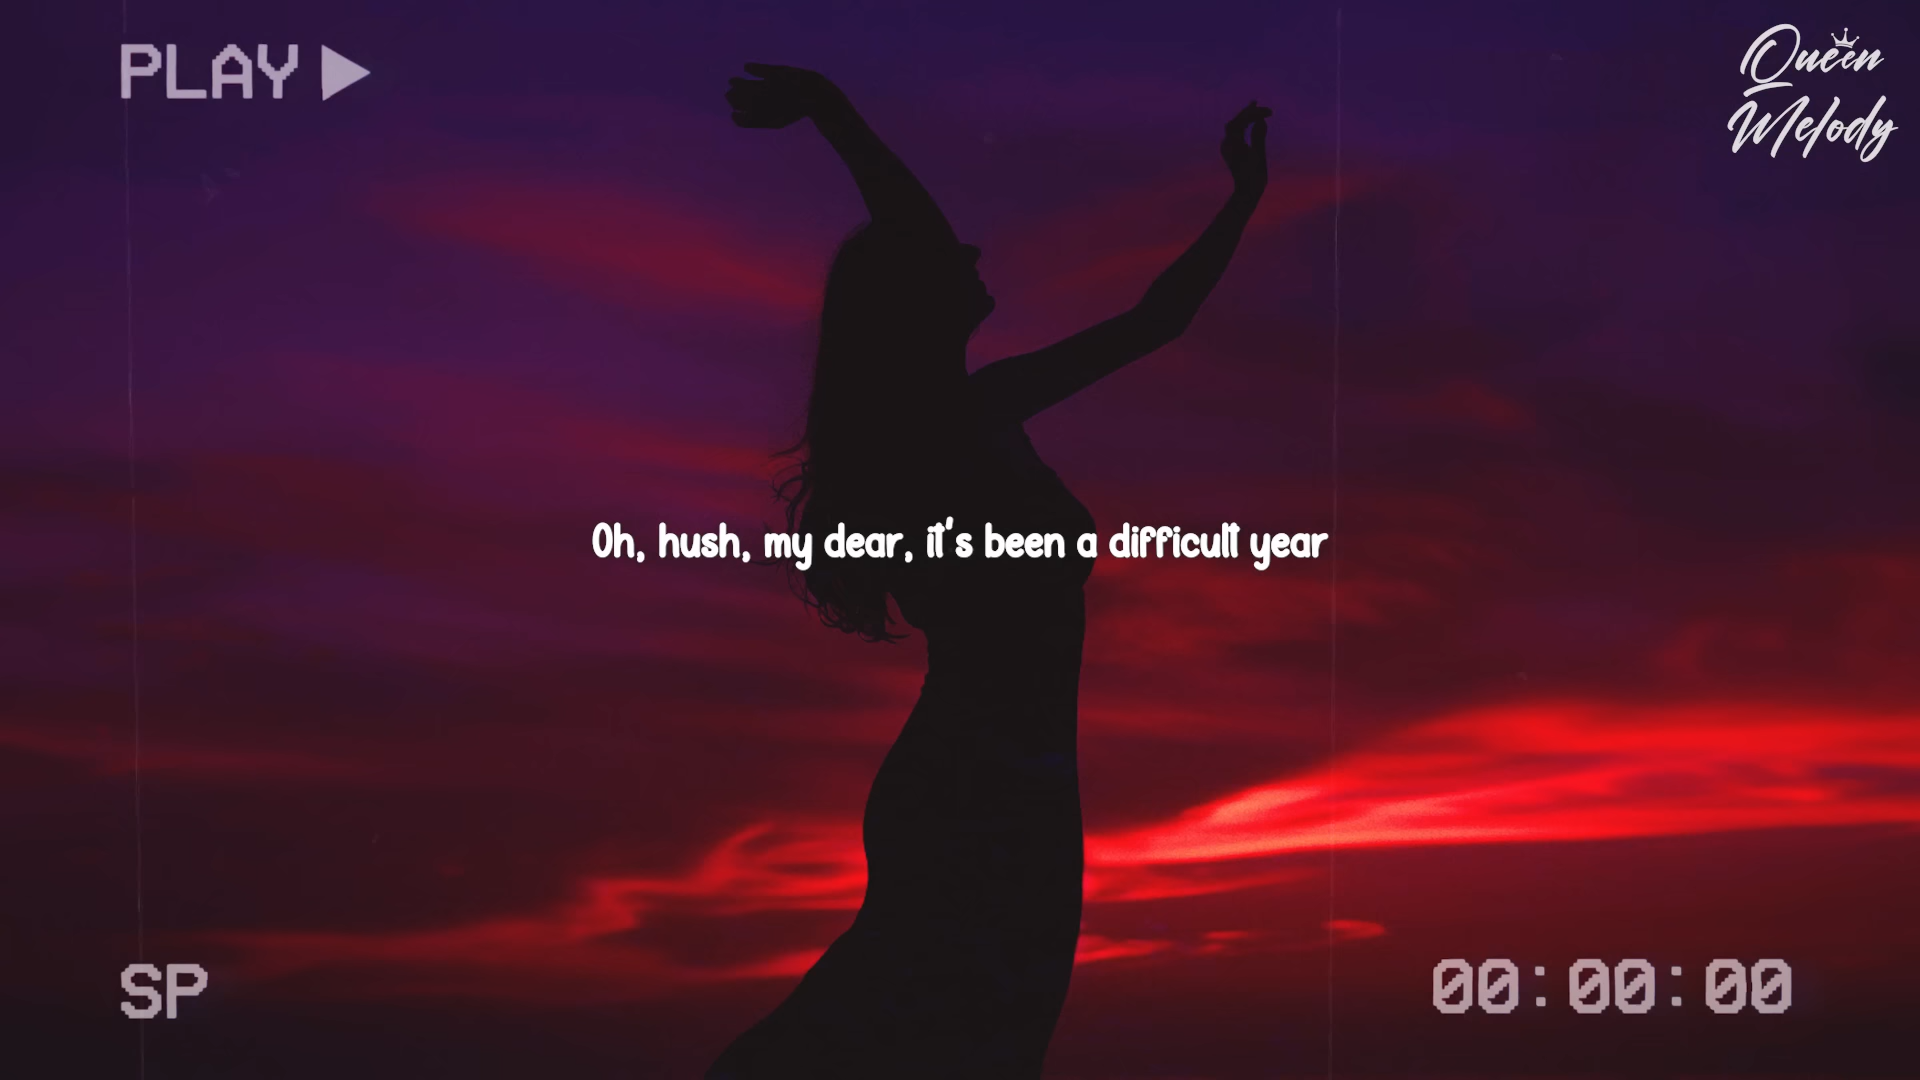 PLAY
Queen
Melody
Oh, hush, my dear, it's been a difficult year
SP
00:00:00